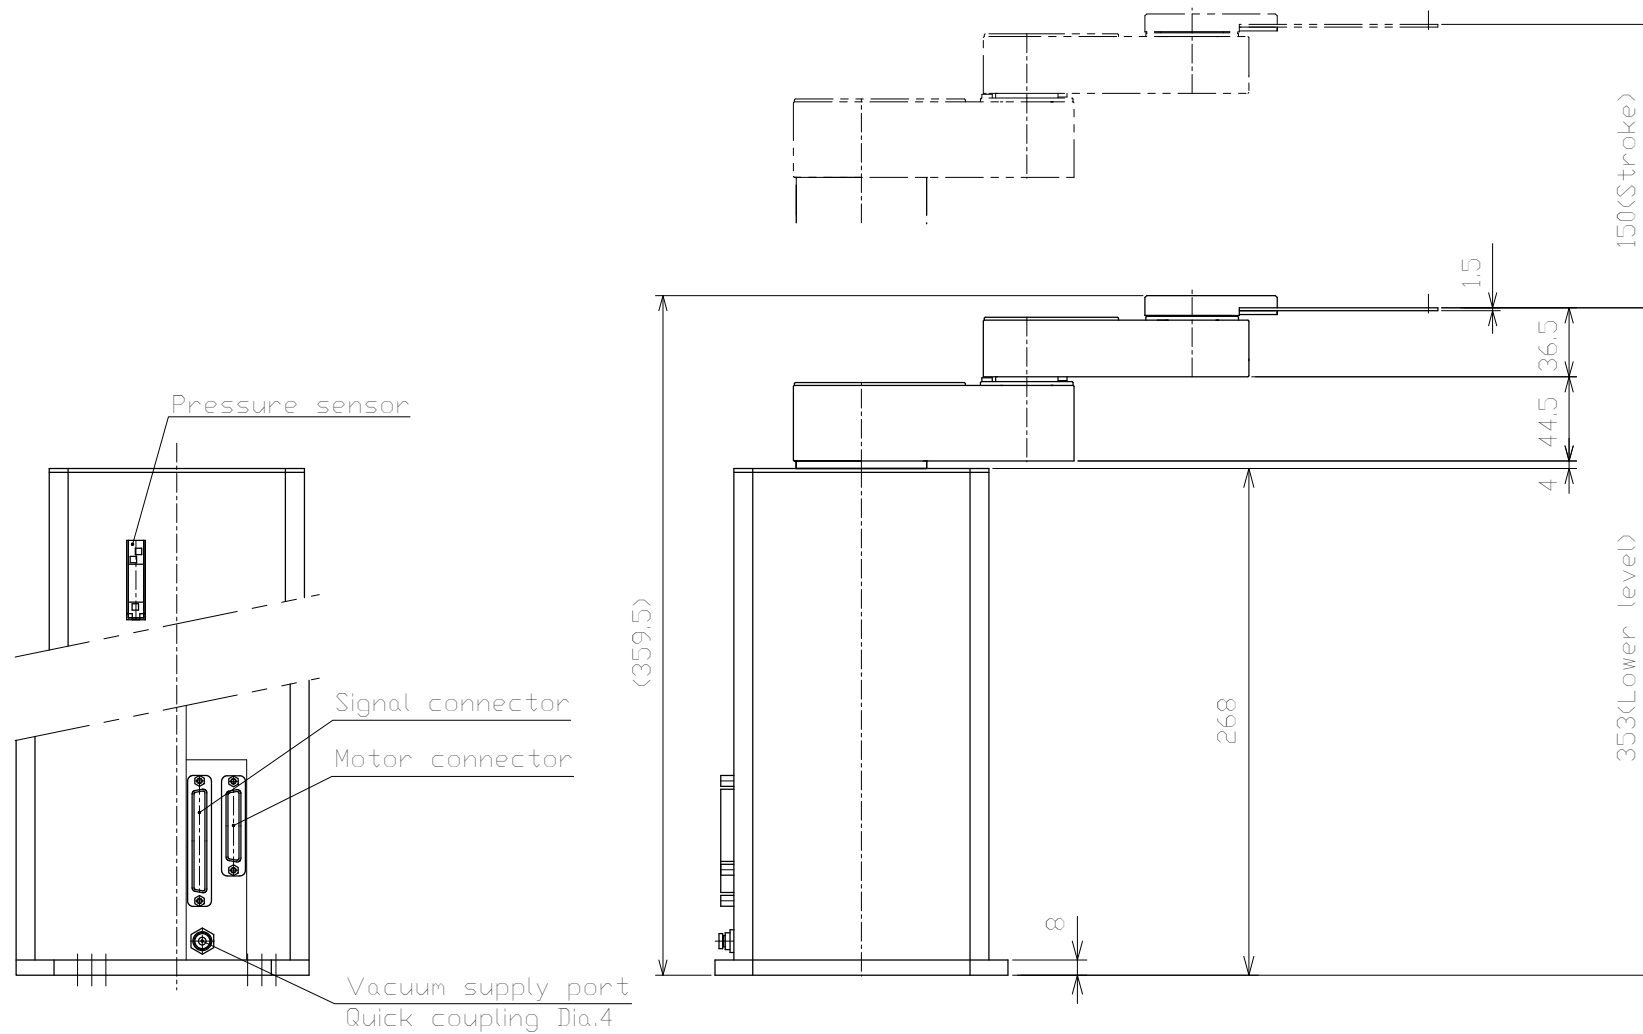 150(Stroke)
1.5
36.5
Pressure sensor
44.5
4
353(Lower level)
(359.5)
Signal connector
268
Motor connector
8
Vacuum supply port
Quick coupling Dia.4